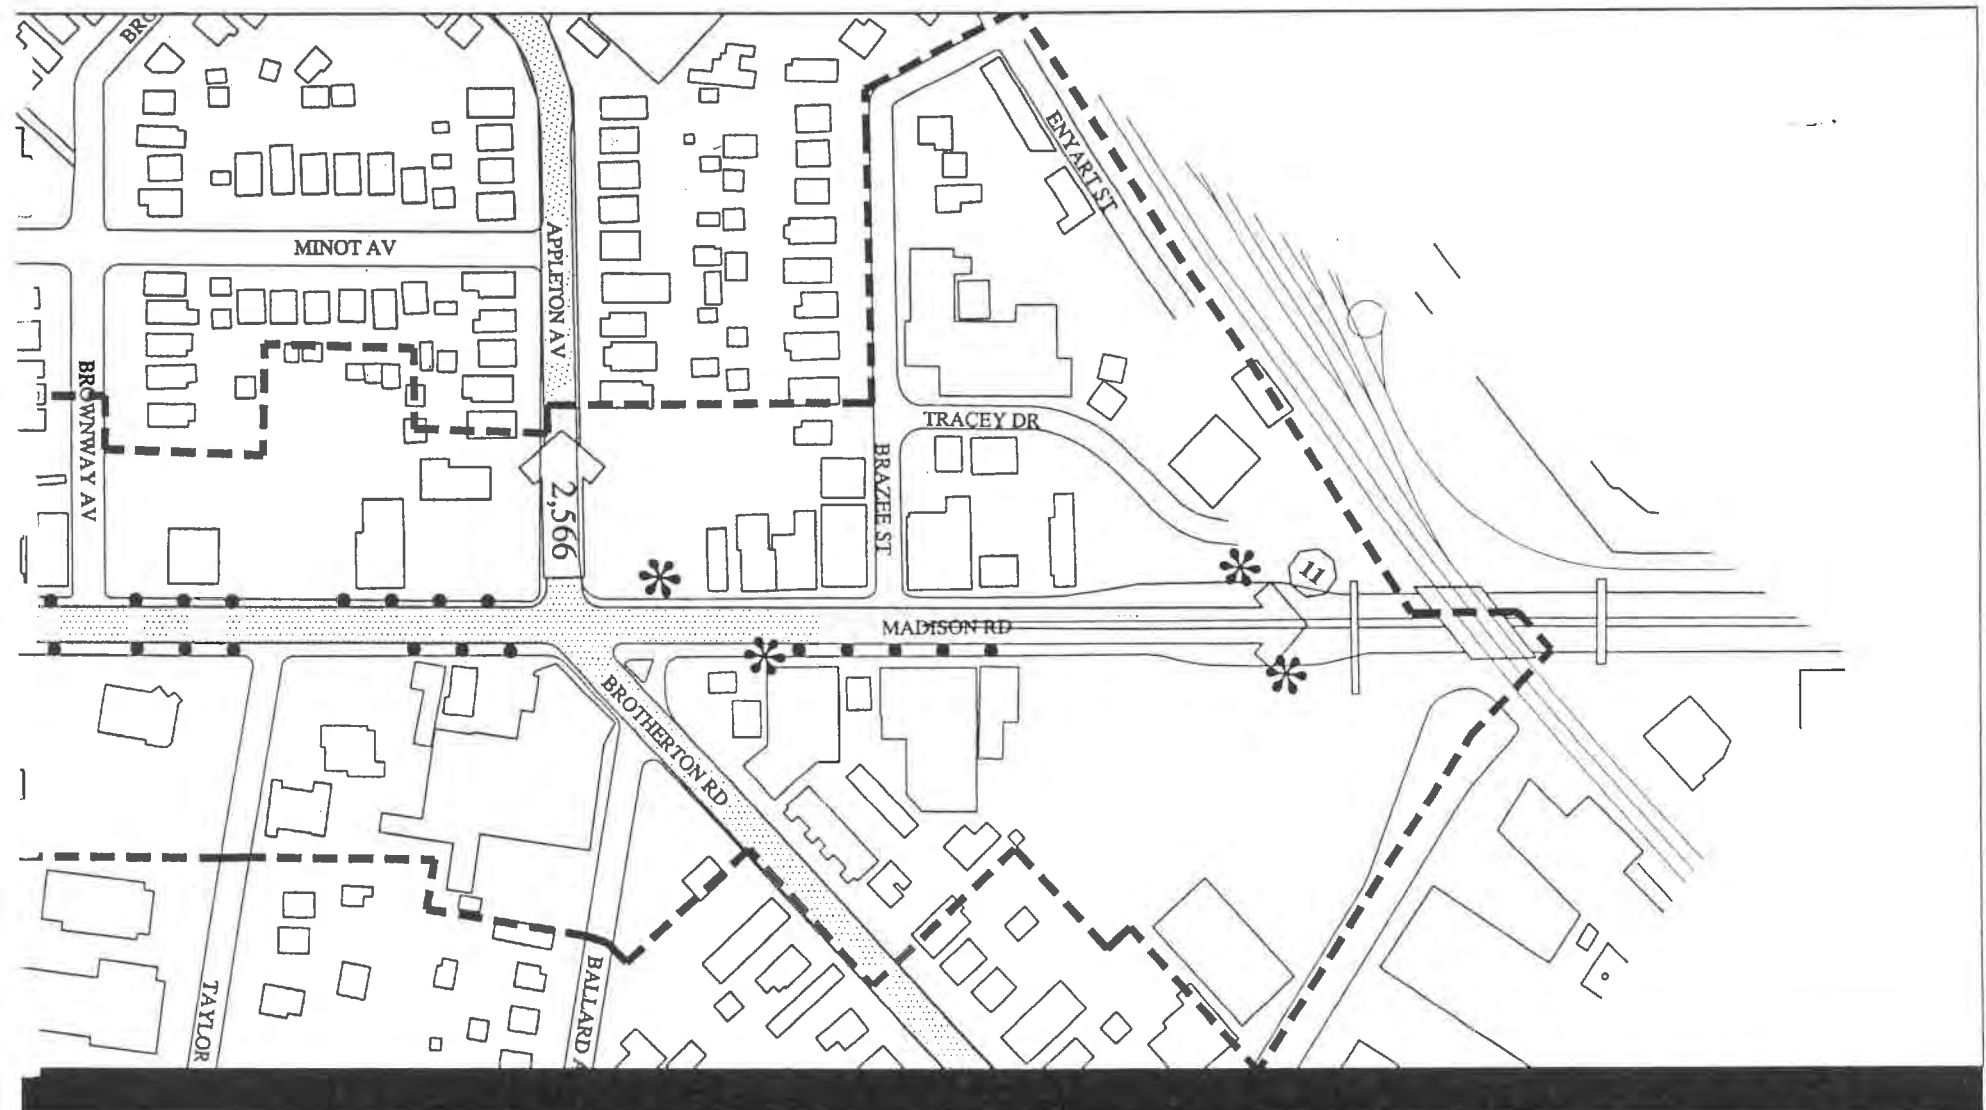 BRO
MINOT AV
APPLETON AV
ENYART ST
BROWNWAY AV
TRACEY DR
BRAZEE ST
2,566
11
MADISON RD
BROTHERTON RD
TAYLOR
BALLARD A